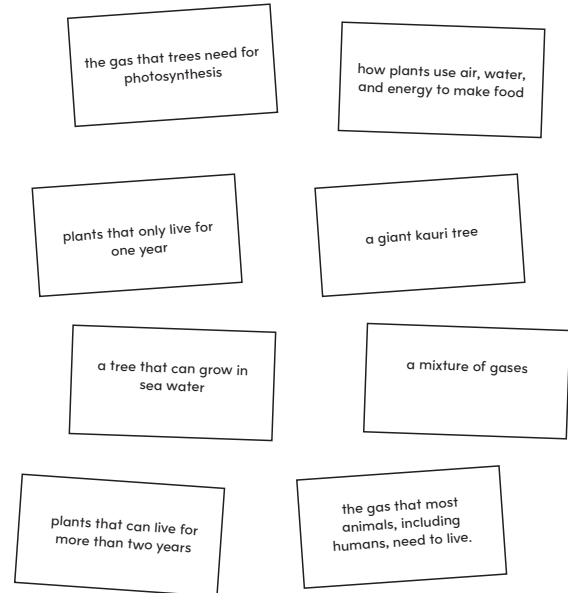 the gas that trees need for
photosynthesis
how plants use air, water,
and energy to make food
plants that only live for
one year
a giant kauri tree
a tree that can grow in
sea water
a mixture of gases
plants that can live for
more than two years
the gas that most
animals, including
humans, need to live.